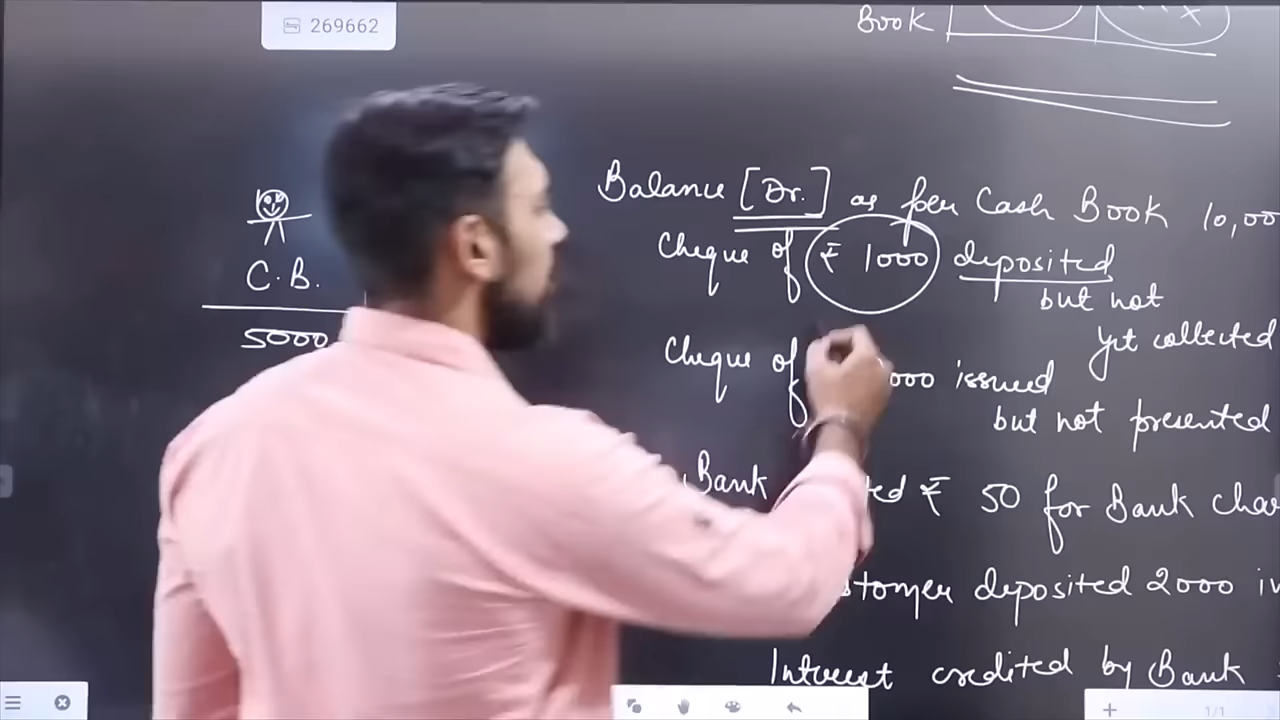 269662
Book
Balance [Dr.] as per Cash Book 10,00
Cheque of ₹ 1000 deposited
but not
yet collected
C.B.
5000
Cheque of 000 issued
but not presented
Bank ted ₹ 50 for Bank cha
stomer deposited 2000 i
Interest credited by Bank
1/1